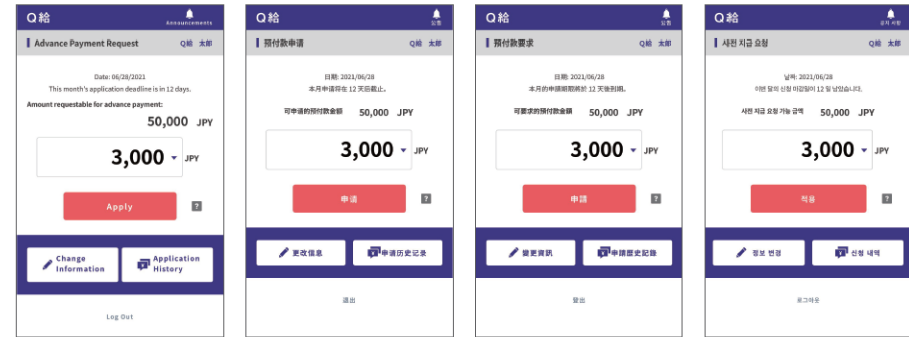 Q給
Announcements
Advance Payment Request Q給 太郎
Date: 06/28/2021
This month's application deadline is in 12 days.
Amount requestable for advance payment:
50,000 JPY
3,000 JPY
Apply ?
Change
Information
Application
History
Log Out
Q給
预付款申请 Q給 太郎
日期: 2021/06/28
本月申请将在 12 天后截止。
可申请的预付款金额 50,000 JPY
3,000 JPY
申请 ?
更改信息 申请历史记录
退出
Q給
預付款要求 Q給 太郎
日期: 2021/06/28
本月的申請期限將於 12 天後到期。
可要求的預付款金額 50,000 JPY
3,000 JPY
申請 ?
變更資訊 申請歷史記錄
登出
Q給
공지 사항
사전 지급 요청 Q給 太郎
날짜: 2021/06/28
이번 달의 신청 마감일이 12 일 남았습니다.
사전 지급 요청 가능 금액 50,000 JPY
3,000 JPY
적용 ?
정보 변경 신청 내역
로그아웃